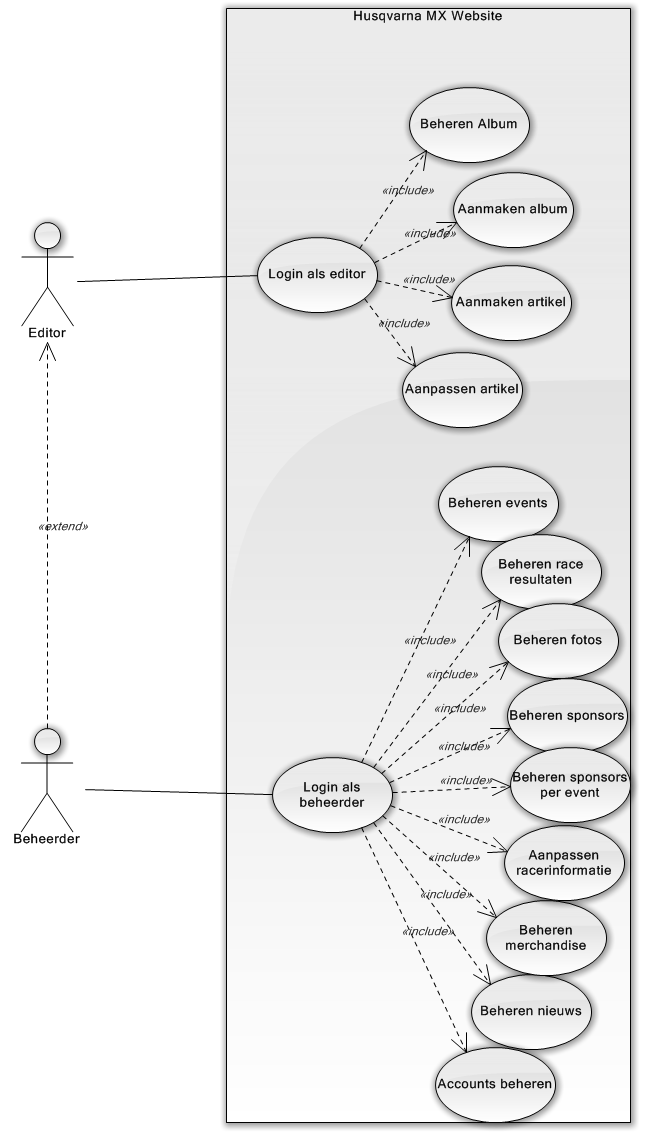 Husqvarna MX Website
Beheren Album
«include»
Aanmaken album
«include»
Login als editor
«include»
Aanmaken artikel
«include»
Editor
Aanpassen artikel
Beheren events
«extend»
Beheren race
resultaten
«include»
Beheren fotos
«include»
«include»
Beheren sponsors
«include»
«include»
Beheren sponsors
per event
Login als
beheerder
«include»
Beheerder
Aanpassen
racerinformatie
«include»
«include»
Beheren
merchandise
«include»
Beheren nieuws
Accounts beheren